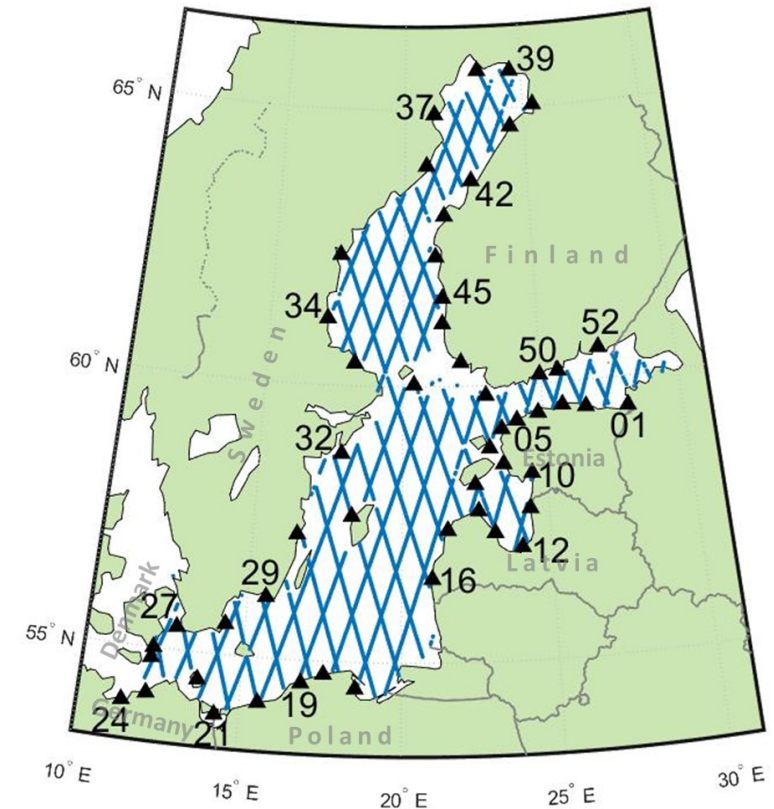 39
65° N
37
42
Finland
45
34
52
60° N
50
Sweden
01
05
32
Estonia
10
12
Latvia
16
29
Denmark
27
55° N
19
24
Germany
21
Poland
10° E
15° E
20° E
25° E
30° E